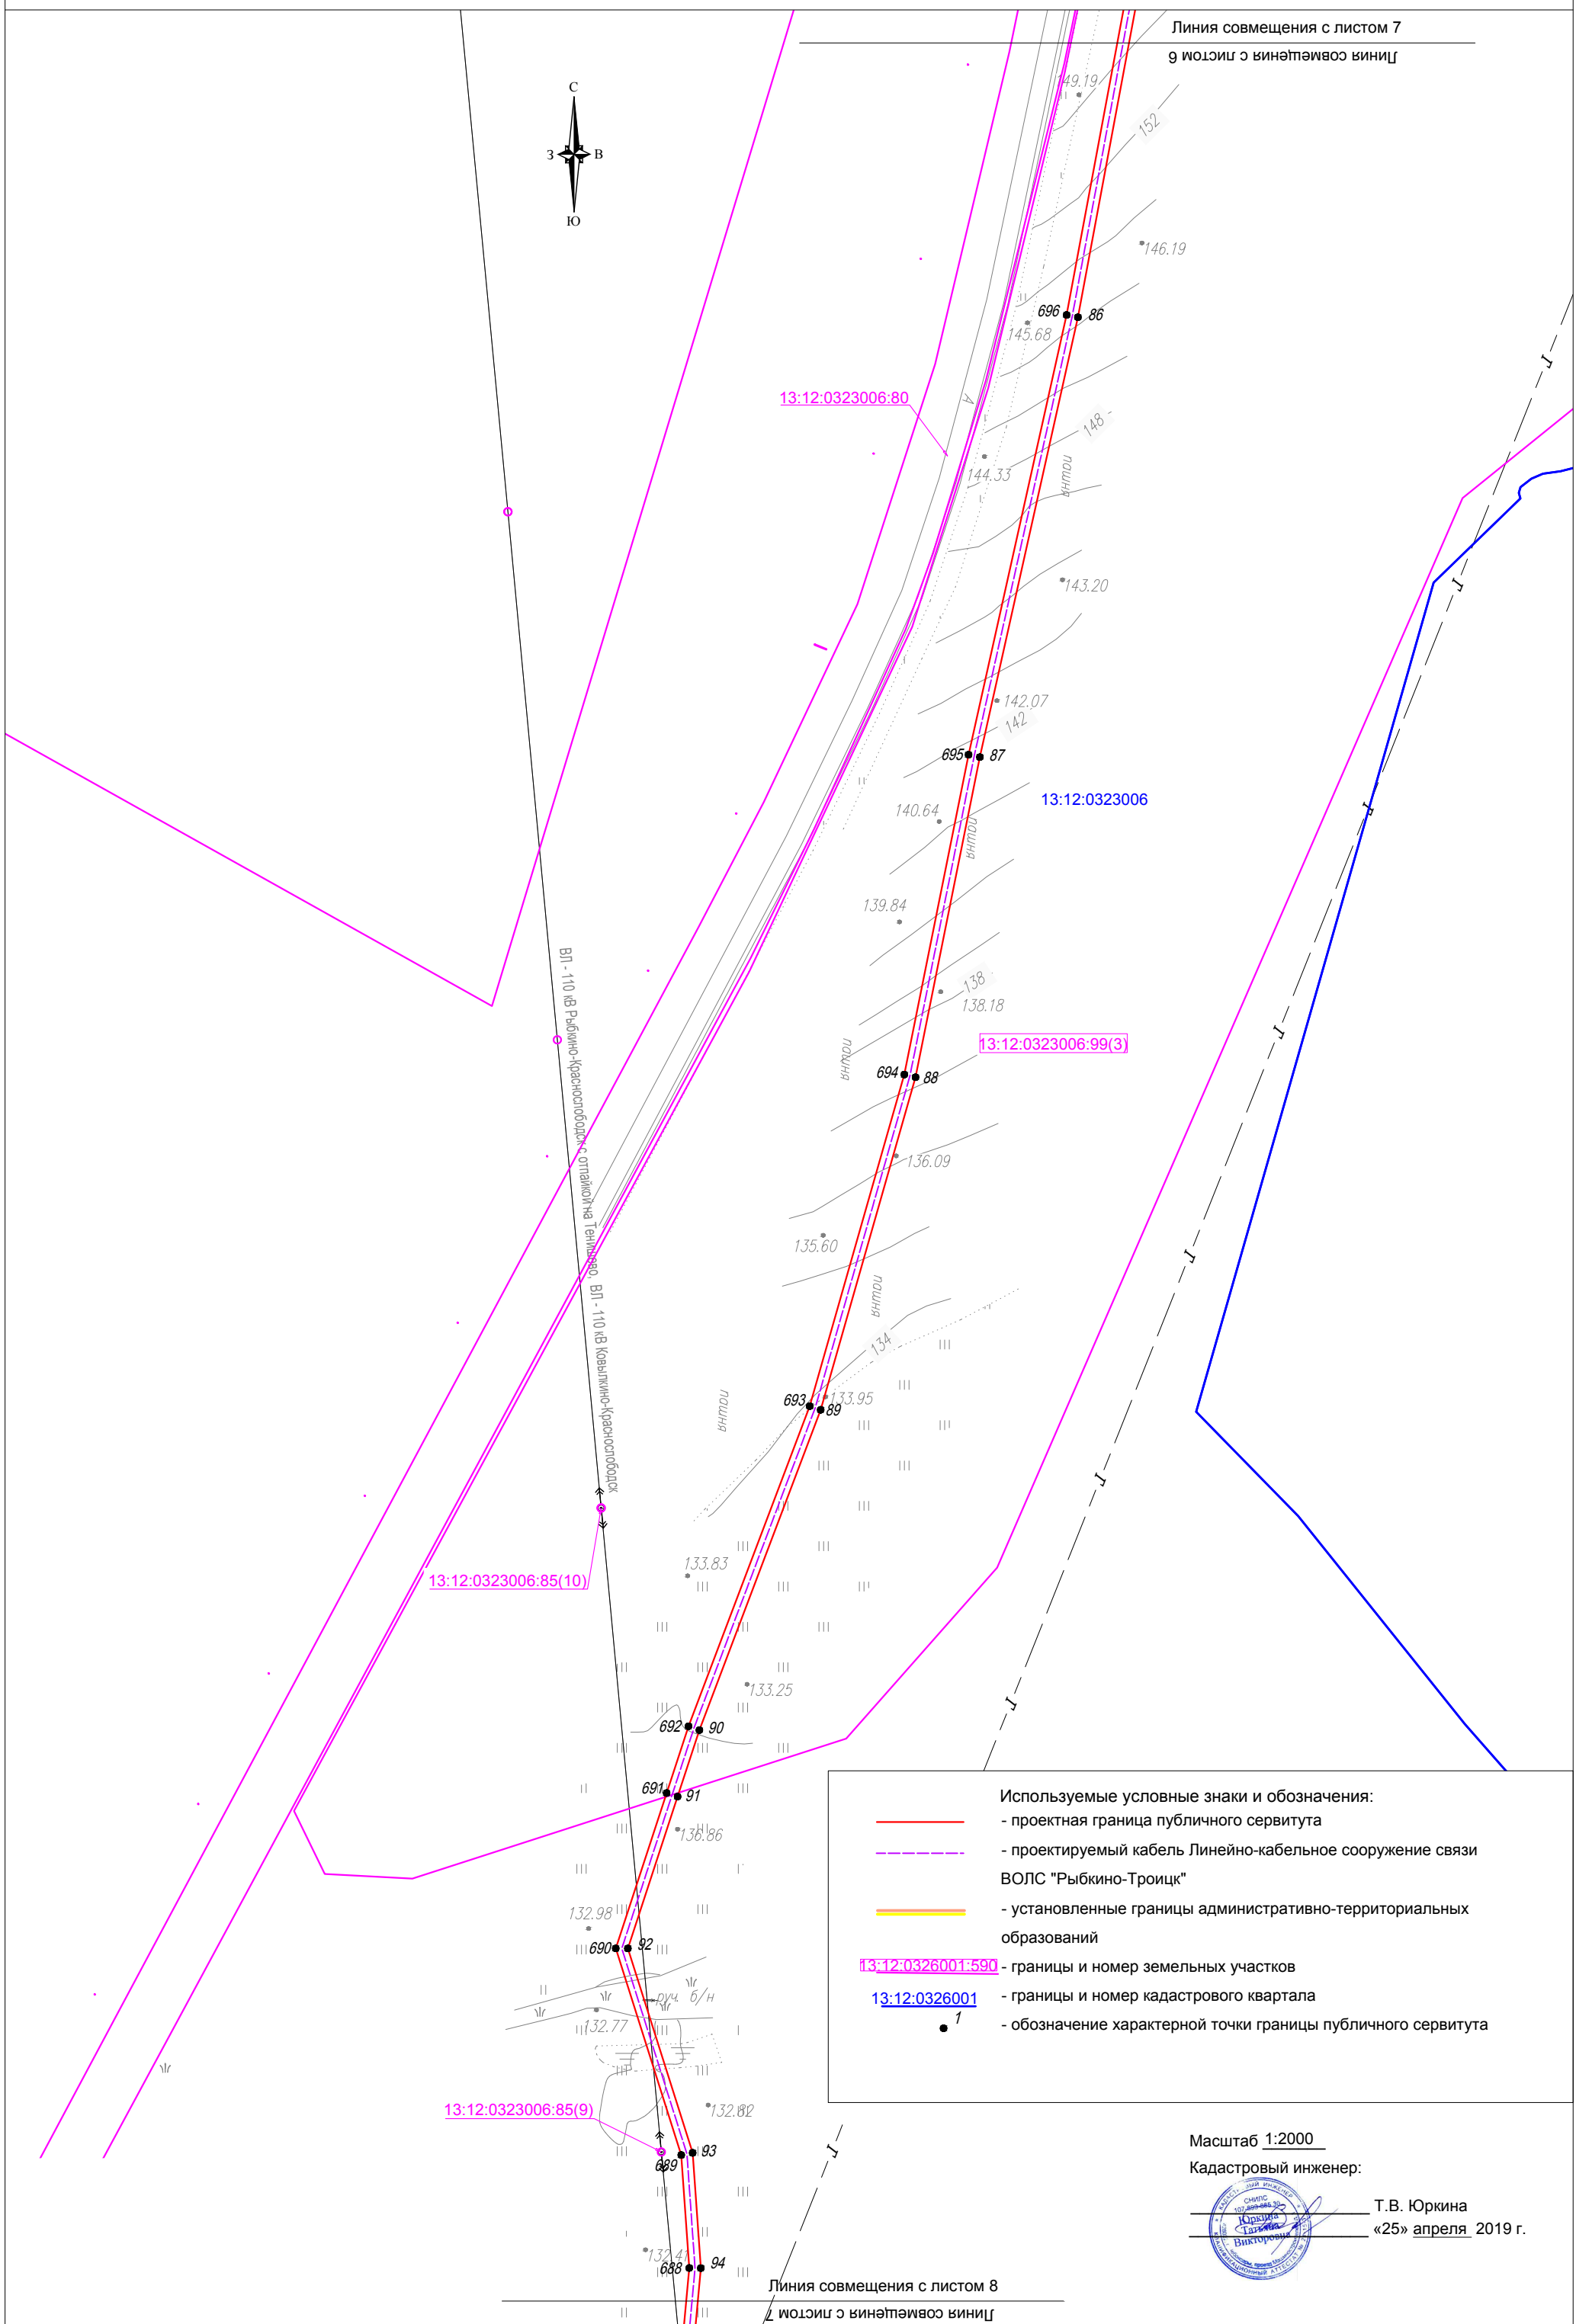 Линия совмещения с листом 7
Линия совмещения с листом 6
С
З
В
Ю
149.19
152
146.19
696
86
145.68
13:12:0323006:80
А
148
144.33
пашня
143.20
142.07
142
695
87
13:12:0323006
140.64
пашня
139.84
138
138.18
13:12:0323006:99(3)
пашня
694
88
ВЛ - 110 кВ Рыбкино-Краснослободск с отпайкой на Тенишево, ВЛ - 110 кВ Ковылкино-Краснослободск
136.09
135.60
пашня
134
693
133.95
89
пашня
133.83
13:12:0323006:85(10)
133.25
692
90
691
91
136.86
132.98
690
92
руч. б/н
132.77
13:12:0323006:85(9)
93
689
132.41
688
94
Г
Г
Г
Г
Г
Г
Г
Г
Используемые условные знаки и обозначения:
- проектная граница публичного сервитута
- проектируемый кабель Линейно-кабельное сооружение связи
ВОЛС "Рыбкино-Троицк"
- установленные границы административно-территориальных
образований
13:12:0326001:590 - границы и номер земельных участков
13:12:0326001 - границы и номер кадастрового квартала
1 - обозначение характерной точки границы публичного сервитута
Масштаб 1:2000
Кадастровый инженер:
Т.В. Юркина
«25» апреля 2019 г.
СНИЛС
Юркина
Татьяна
Викторовна
Линия совмещения с листом 8
Линия совмещения с листом 7